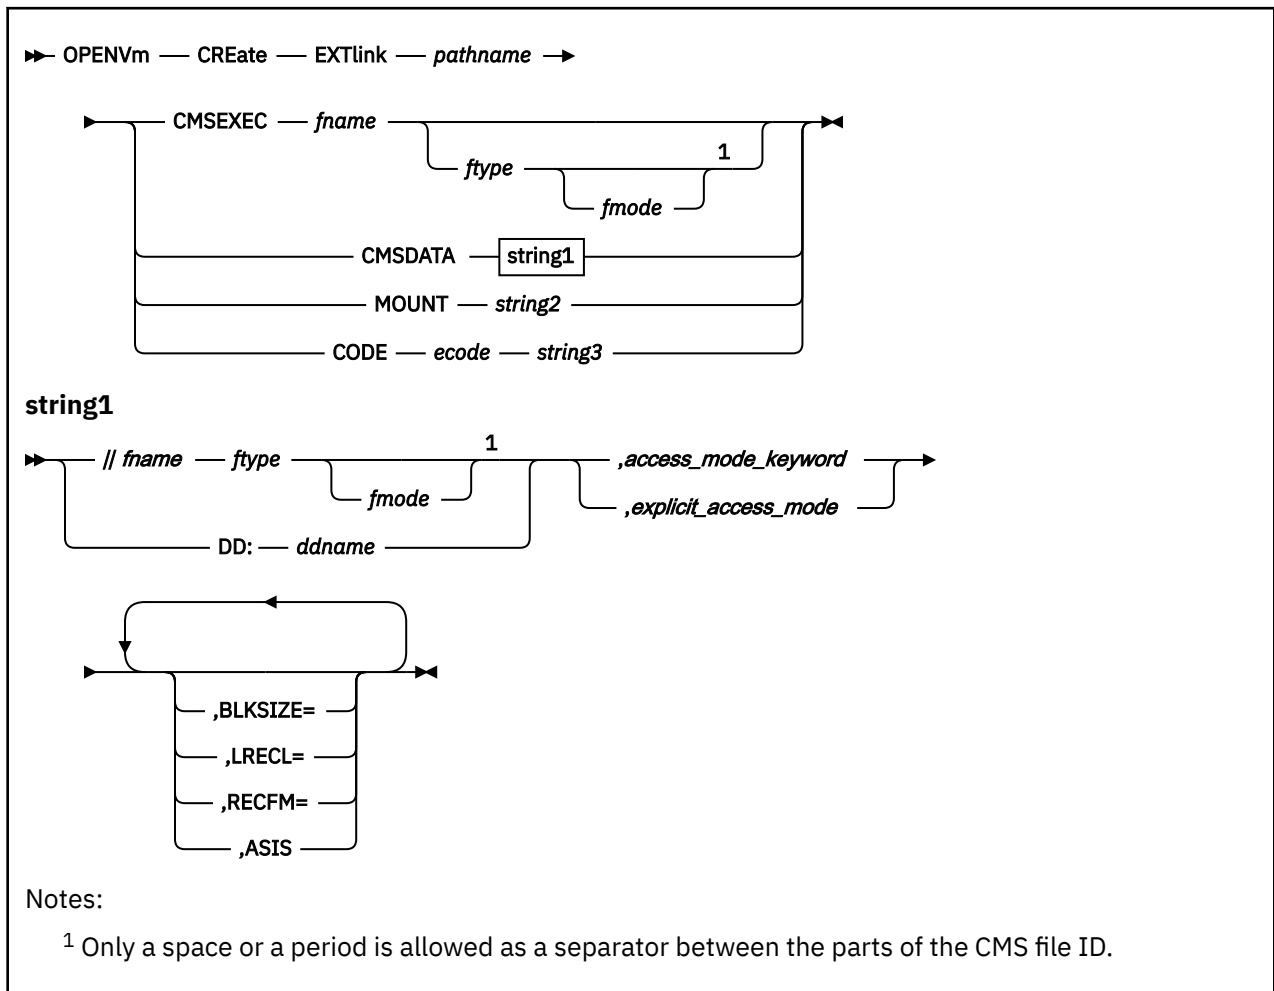 OPENVm CREate EXTlink pathname
CMSEXEC fname
1
ftype
fmode
CMSDATA string1
MOUNT string2
CODE ecode string3
string1
1
// fname ftype ,access_mode_keyword
fmode ,explicit_access_mode
DD: ddname
,BLKSIZE=
,LRECL=
,RECFM=
,ASIS
Notes:
1 Only a space or a period is allowed as a separator between the parts of the CMS file ID.